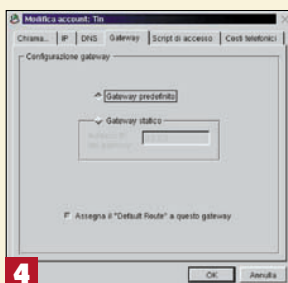 Modifica account: Tin
Chiama... IP DNS Gateway Script di accesso Costi telefonici
Configurazione gateway
Gateway predefinito
Gateway statico
Assegna il "Default Route" a questo gateway
OK Annulla
4